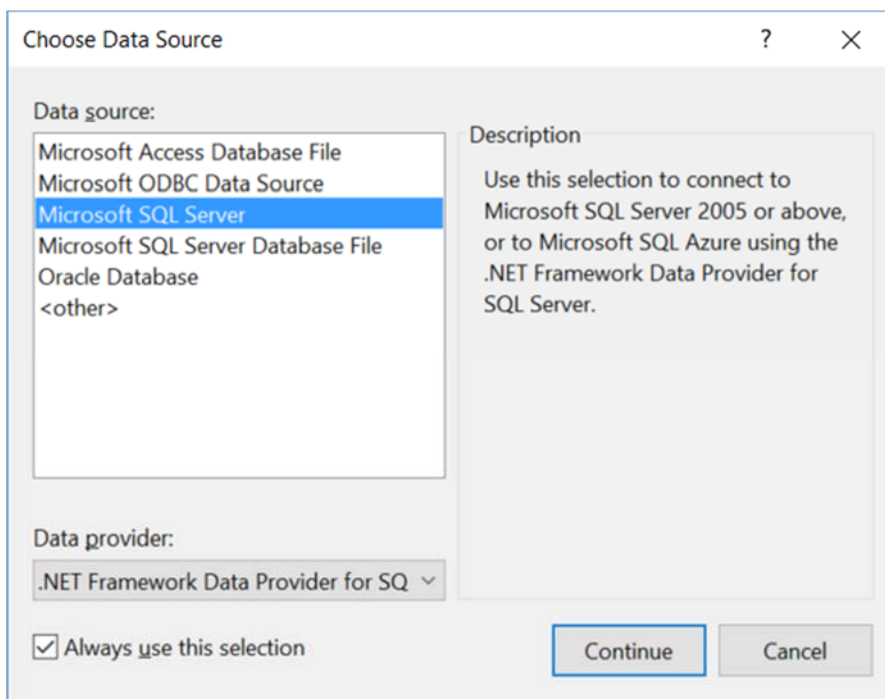 Choose Data Source
?
Data source:
Microsoft Access Database File
Microsoft ODBC Data Source
Microsoft SQL Server
Microsoft SQL Server Database File
Oracle Database
<other>
Description
Use this selection to connect to
Microsoft SQL Server 2005 or above,
or to Microsoft SQL Azure using the
.NET Framework Data Provider for
SQL Server.
Data provider:
.NET Framework Data Provider for SQ
Always use this selection
Continue
Cancel